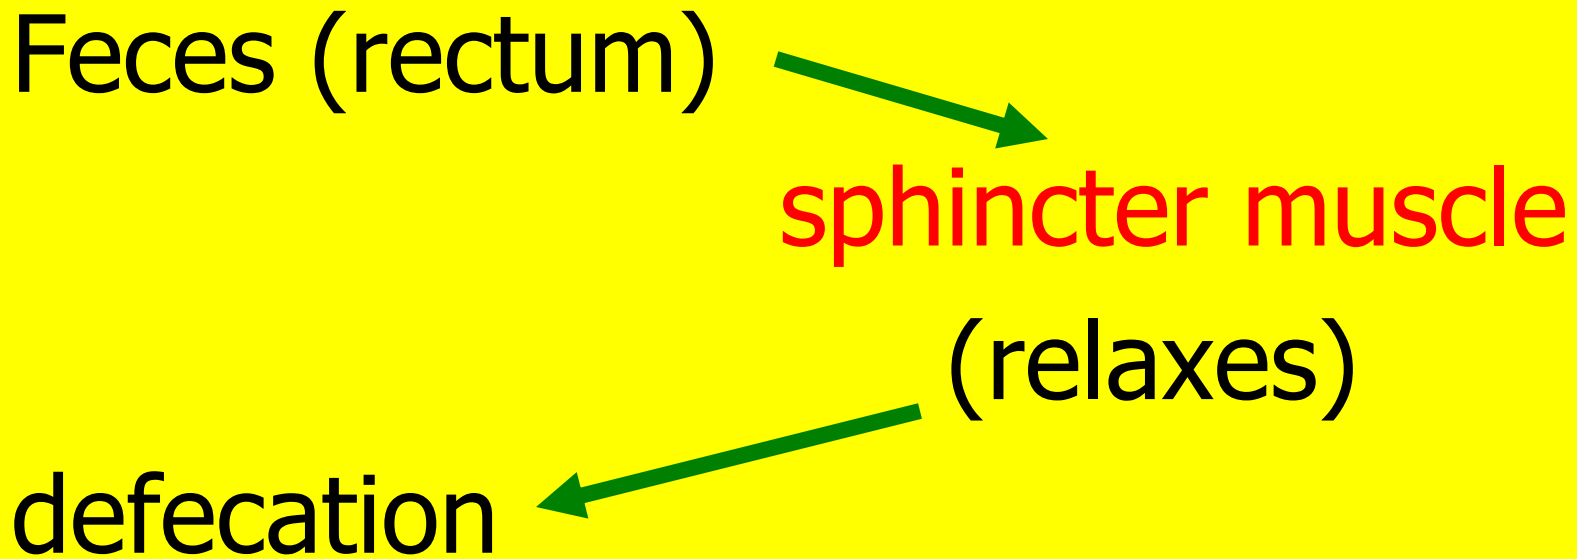 Feces (rectum)
sphincter muscle
(relaxes)
defecation